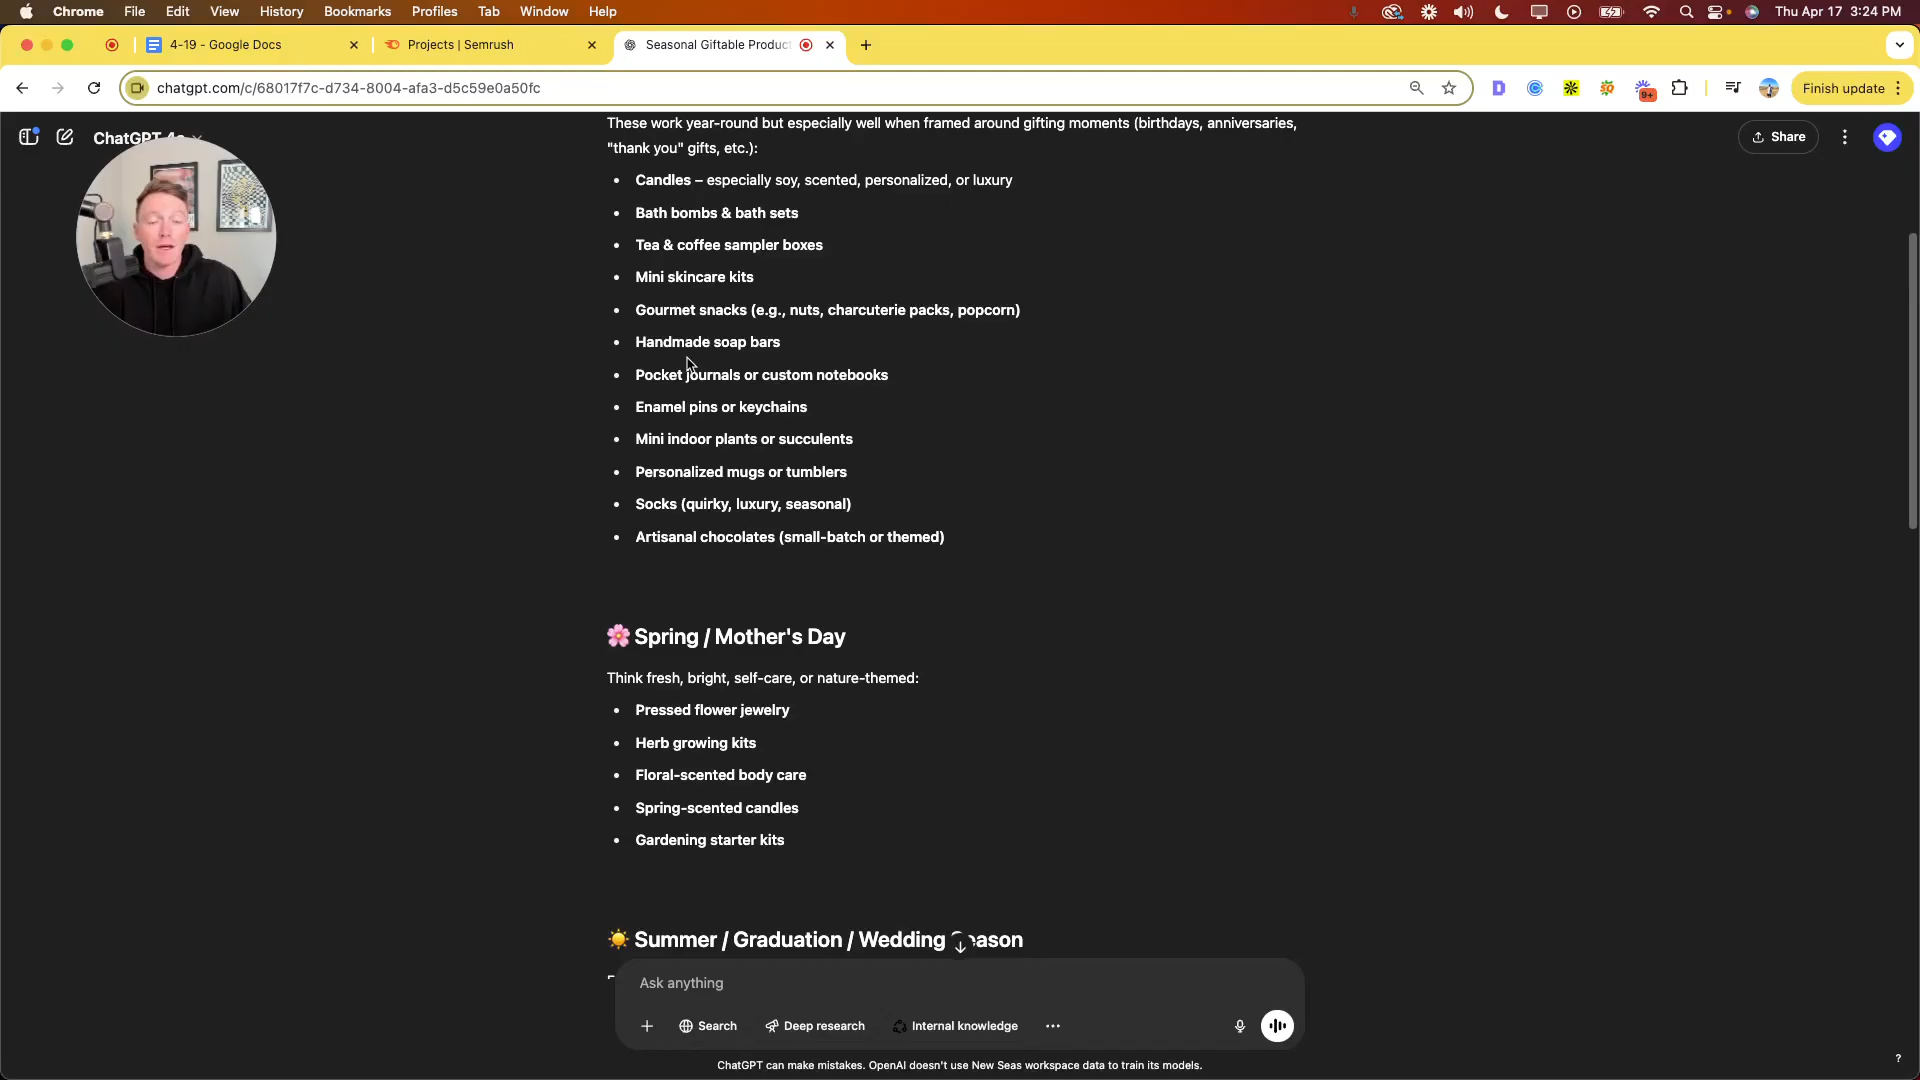 Chrome File Edit View History Bookmarks Profiles Tab Window Help Thu Apr 17 3:24 PM
4-19 - Google Docs Projects | Semrush Seasonal Giftable Product
chatgpt.com/c/68017f7c-d734-8004-afa3-d5c59e0a50fc 9+ Finish update
ChatGPT Share
These work year-round but especially well when framed around gifting moments (birthdays, anniversaries,
"thank you" gifts, etc.):
• Candles – especially soy, scented, personalized, or luxury
• Bath bombs & bath sets
• Tea & coffee sampler boxes
• Mini skincare kits
• Gourmet snacks (e.g., nuts, charcuterie packs, popcorn)
• Handmade soap bars
• Pocket journals or custom notebooks
• Enamel pins or keychains
• Mini indoor plants or succulents
• Personalized mugs or tumblers
• Socks (quirky, luxury, seasonal)
• Artisanal chocolates (small-batch or themed)
🌸 Spring / Mother's Day
Think fresh, bright, self-care, or nature-themed:
• Pressed flower jewelry
• Herb growing kits
• Floral-scented body care
• Spring-scented candles
• Gardening starter kits
☀️ Summer / Graduation / Wedding Season
Ask anything
Search Deep research Internal knowledge
ChatGPT can make mistakes. OpenAI doesn't use New Seas workspace data to train its models. ?